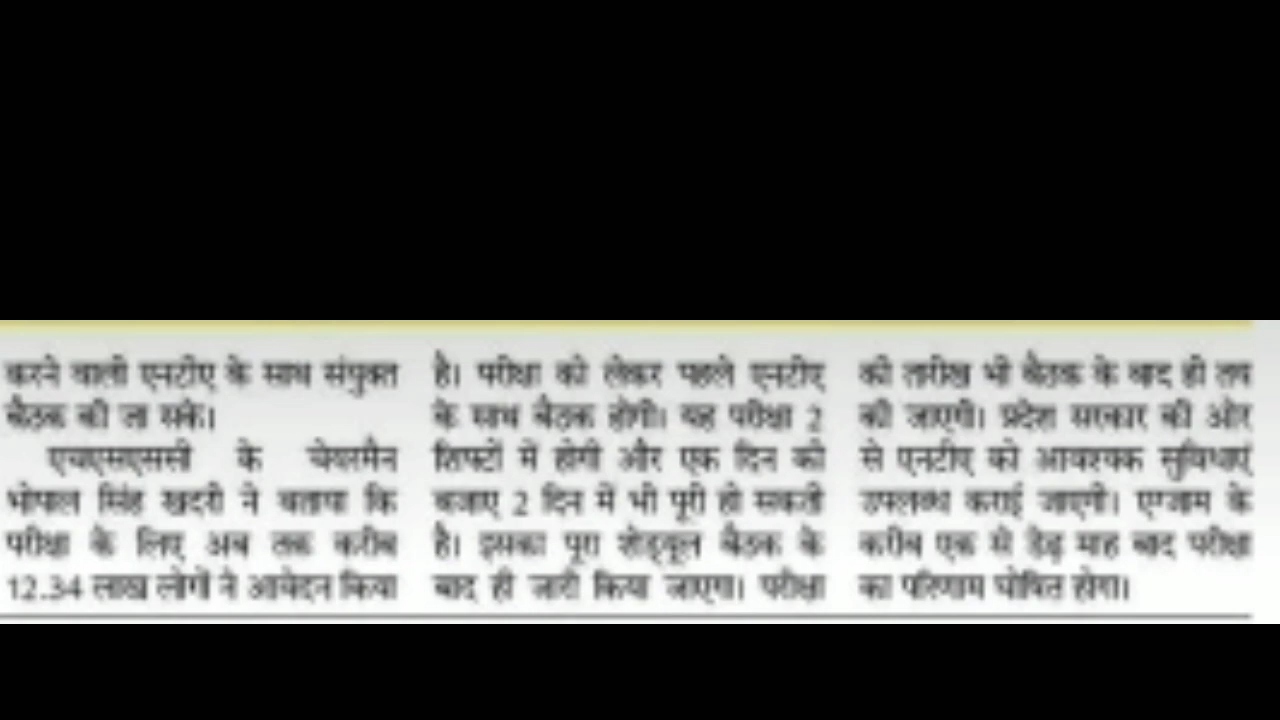 करने वाली एनटीए के साथ संयुक्त
बैठक की जा सके।
एचएसएससी के चेयरमैन
भोपाल सिंह खदरी ने बताया कि
परीक्षा के लिए अब तक करीब
12.34 लाख लोगों ने आवेदन किया
है। परीक्षा को लेकर पहले एनटीए
के साथ बैठक होगी। यह परीक्षा 2
शिफ्टों में होगी और एक दिन की
बजाए 2 दिन में भी पूरी हो सकती
है। इसका पूरा शेड्यूल बैठक के
बाद ही जारी किया जाएगा। परीक्षा
की तारीख भी बैठक के बाद ही तय
की जाएगी। प्रदेश सरकार की ओर
से एनटीए को आवश्यक सुविधाएं
उपलब्ध कराई जाएगी। एग्जाम के
करीब एक से डेढ़ माह बाद परीक्षा
का परिणाम घोषित होगा।